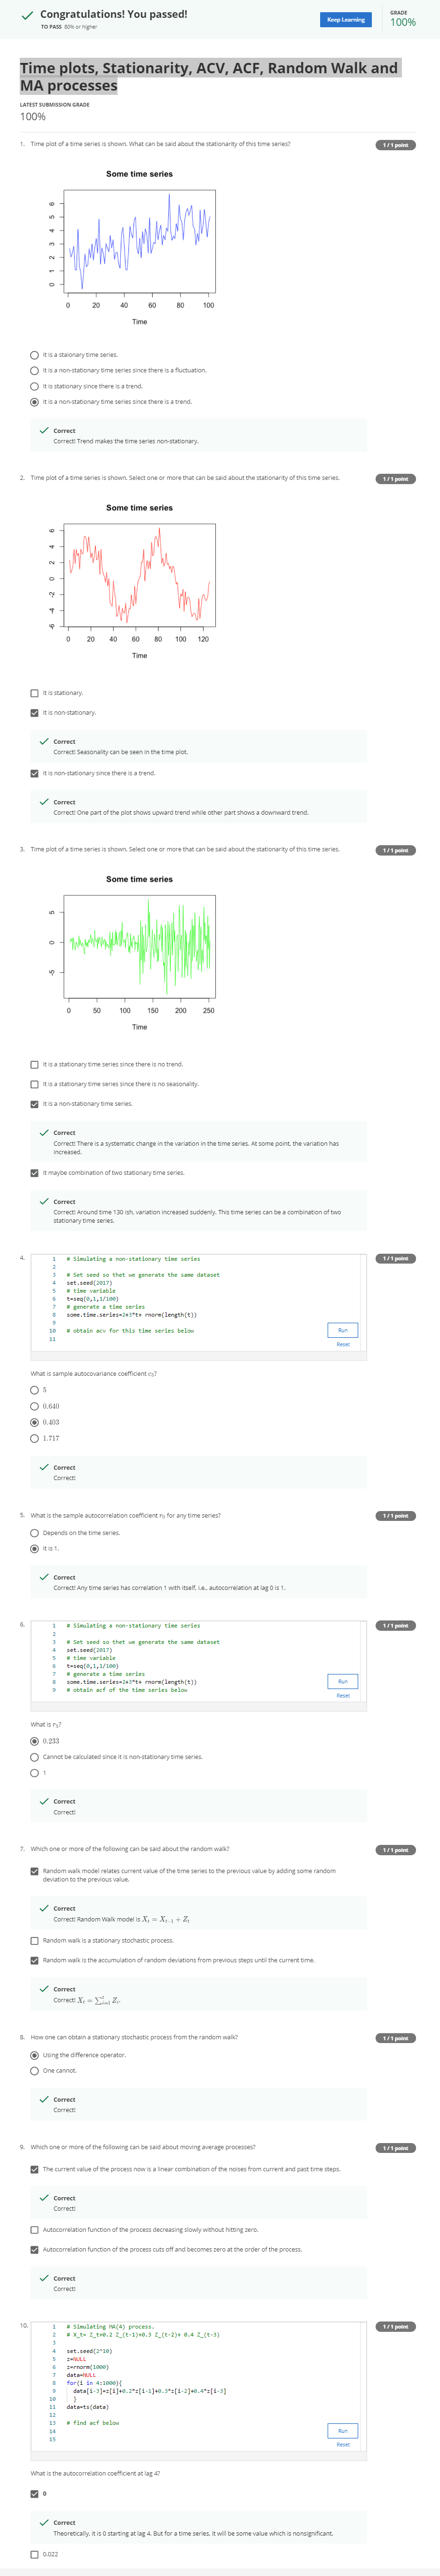 Congratulations! You passed!
TO PASS 80% or higher
Keep Learning
GRADE
100%
Time plots, Stationarity, ACV, ACF, Random Walk and
MA processes
LATEST SUBMISSION GRADE
100%
1. Time plot of a time series is shown. What can be said about the stationarity of this time series?
1 / 1 point
Some time series
0 1 2 3 4 5 6
0 20 40 60 80 100
Time
It is a staionary time series.
It is a non-stationary time series since there is a fluctuation.
It is stationary since there is a trend.
It is a non-stationary time series since there is a trend.
Correct
Correct! Trend makes the time series non-stationary.
2. Time plot of a time series is shown. Select one or more that can be said about the stationarity of this time series.
1 / 1 point
Some time series
-6 -4 -2 0 2 4 6
0 20 40 60 80 100 120
Time
It is stationary.
It is non-stationary.
Correct
Correct! Seasonality can be seen in the time plot.
It is non-stationary since there is a trend.
Correct
Correct! One part of the plot shows upward trend while other part shows a downward trend.
3. Time plot of a time series is shown. Select one or more that can be said about the stationarity of this time series.
1 / 1 point
Some time series
-5 0 5
0 50 100 150 200 250
Time
It is a stationary time series since there is no trend.
It is a stationary time series since there is no seasonality.
It is a non-stationary time series.
Correct
Correct! There is a systematic change in the variation in the time series. At some point, the variation has
increased.
It maybe combination of two stationary time series.
Correct
Correct! Around time 130 ish, variation increased suddenly. This time series can be a combination of two
stationary time series.
4.
1 / 1 point
1 # Simulating a non-stationary time series
2
3 # Set seed so that we generate the same dataset
4 set.seed(2017)
5 # time variable
6 t=seq(0,1,1/100)
7 # generate a time series
8 some.time.series=2+3*t+ rnorm(length(t))
9
10 # obtain acv for this time series below
11
Run
Reset
What is sample autocovariance coefficient c₅?
5
0.640
0.403
1.717
Correct
Correct!
5. What is the sample autocorrelation coefficient r₀ for any time series?
1 / 1 point
Depends on the time series.
It is 1.
Correct
Correct! Any time series has correlation 1 with itself, i.e., autocorrelation at lag 0 is 1.
6.
1 / 1 point
1 # Simulating a non-stationary time series
2
3 # Set seed so that we generate the same dataset
4 set.seed(2017)
5 # time variable
6 t=seq(0,1,1/100)
7 # generate a time series
8 some.time.series=2+3*t+ rnorm(length(t))
9 # obtain acf of the time series below
Run
Reset
What is r₅?
0.233
Cannot be calculated since it is non-stationary time series.
1
Correct
Correct!
7. Which one or more of the following can be said about the random walk?
1 / 1 point
Random walk model relates current value of the time series to the previous value by adding some random
deviation to the previous value.
Correct
Correct! Random Walk model is Xₜ = Xₜ₋₁ + Zₜ
Random walk is a stationary stochastic process.
Random walk is the accumulation of random deviations from previous steps until the current time.
Correct
Correct! Xₜ = ∑ᵗᵢ₌₁ Zᵢ.
8. How one can obtain a stationary stochastic process from the random walk?
1 / 1 point
Using the difference operator.
One cannot.
Correct
Correct!
9. Which one or more of the following can be said about moving average processes?
1 / 1 point
The current value of the process now is a linear combination of the noises from current and past time steps.
Correct
Correct!
Autocorrelation function of the process decreasing slowly without hitting zero.
Autocorrelation function of the process cuts off and becomes zero at the order of the process.
Correct
Correct!
10.
1 / 1 point
1 # Simulating MA(4) process.
2 # X_t= Z_t+0.2 Z_(t-1)+0.3 Z_(t-2)+ 0.4 Z_(t-3)
3
4 set.seed(2^10)
5 z=NULL
6 z=rnorm(1000)
7 data=NULL
8 for(i in 4:1000){
9 data[i-3]=z[i]+0.2*z[i-1]+0.3*z[i-2]+0.4*z[i-3]
10 }
11 data=ts(data)
12
13 # find acf below
14
15
Run
Reset
What is the autocorrelation coefficient at lag 4?
0
Correct
Theoretically, it is 0 starting at lag 4. But for a time series, it will be some value which is nonsignificant.
0.022